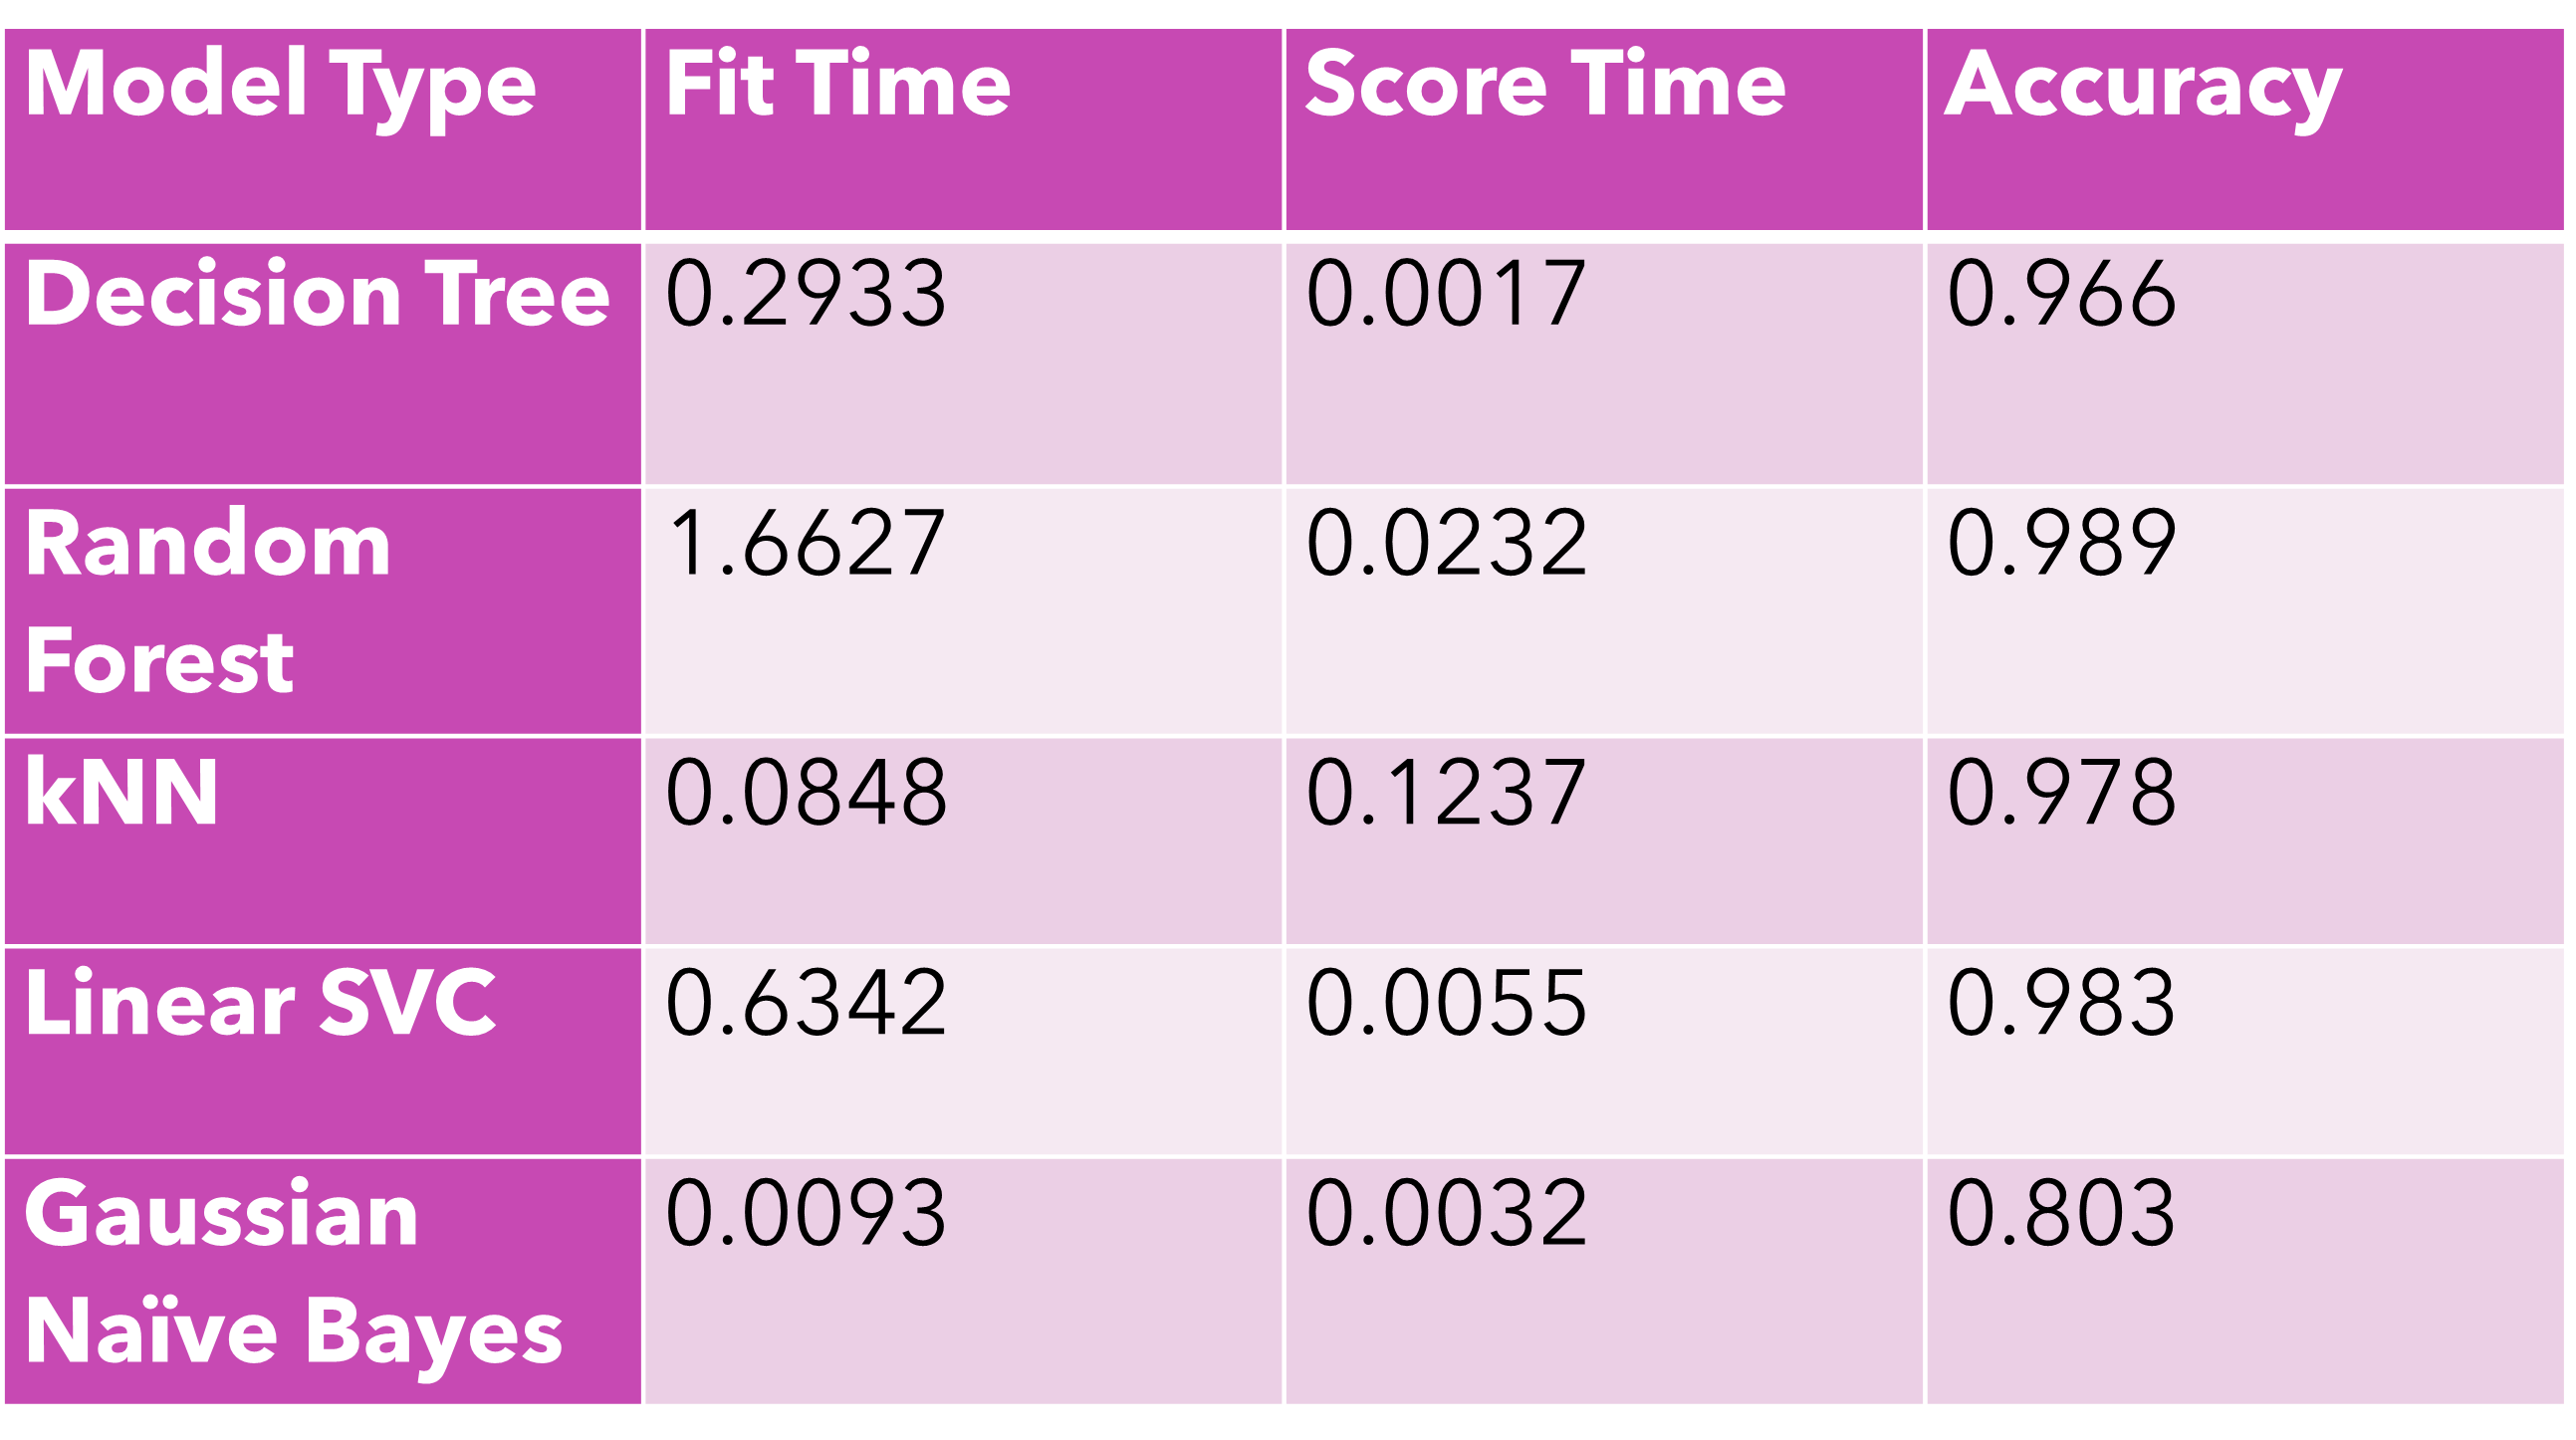 Model Type Fit Time Score Time Accuracy
Decision Tree 0.2933 0.0017 0.966
Random 1.6627 0.0232 0.989
Forest
kNN 0.0848 0.1237 0.978
Linear SVC 0.6342 0.0055 0.983
Gaussian 0.0093 0.0032 0.803
Naïve Bayes